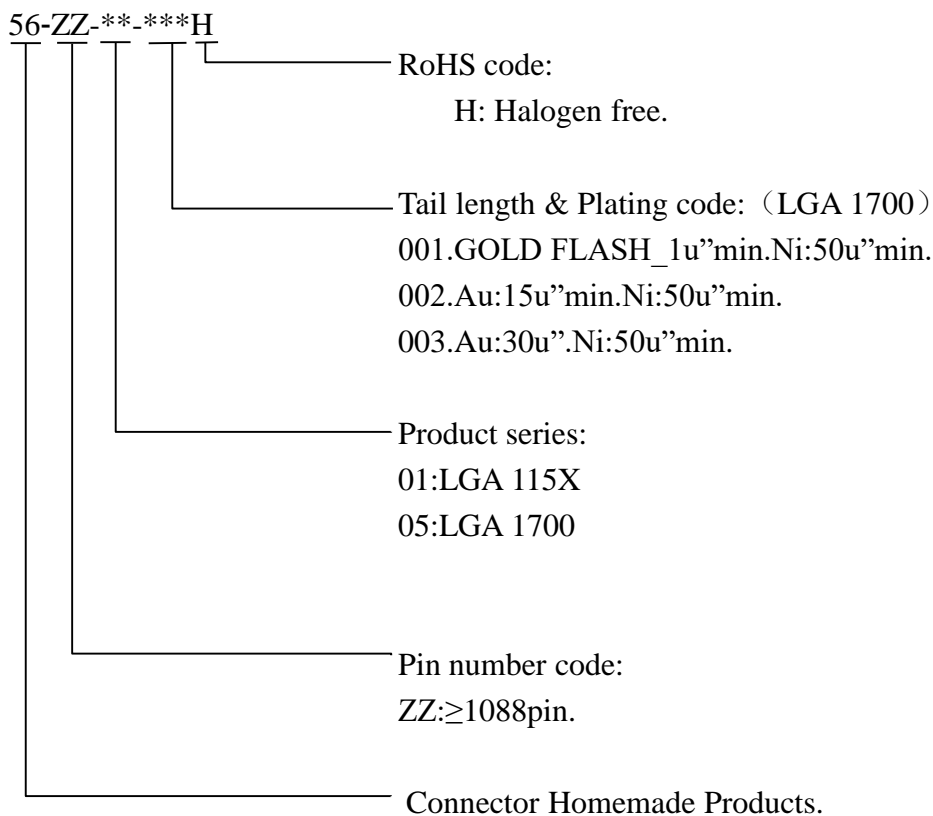 56-ZZ-**-***H
RoHS code:
H: Halogen free.
Tail length & Plating code:（LGA 1700）
001.GOLD FLASH_1u”min.Ni:50u”min.
002.Au:15u”min.Ni:50u”min.
003.Au:30u”.Ni:50u”min.
Product series:
01:LGA 115X
05:LGA 1700
Pin number code:
ZZ:≥1088pin.
Connector Homemade Products.